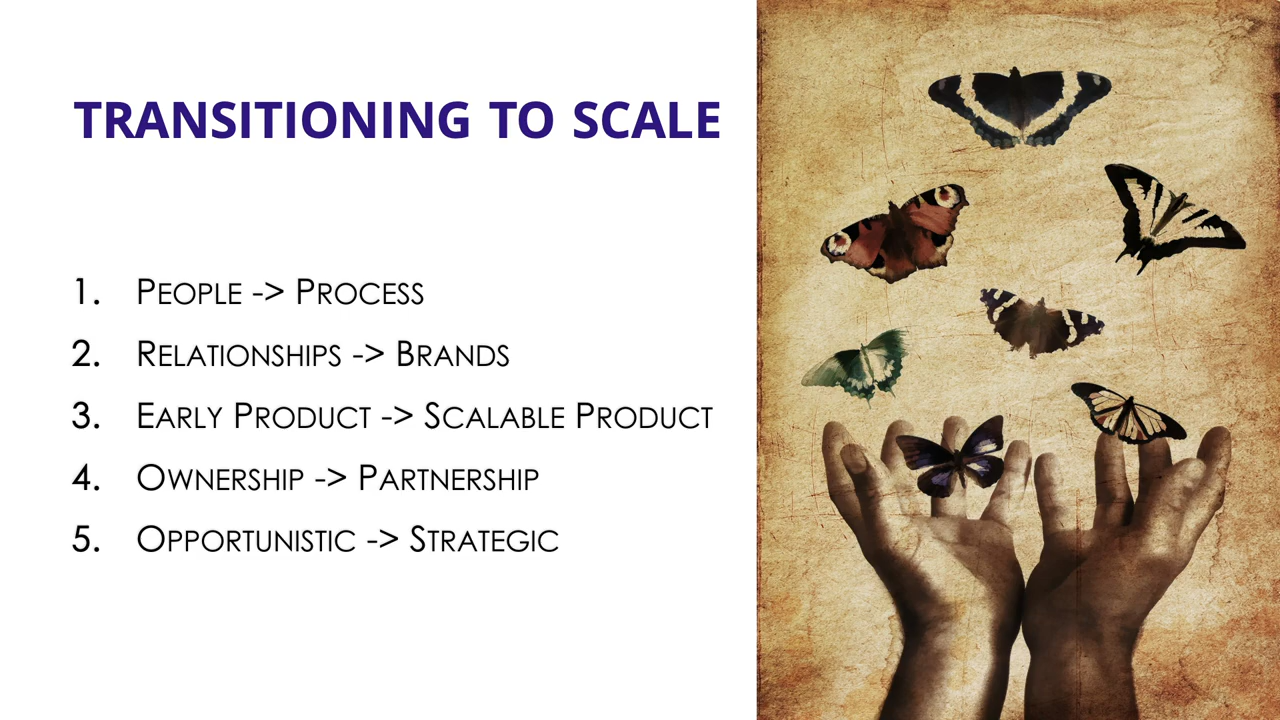 TRANSITIONING TO SCALE
1. People -> Process
2. Relationships -> Brands
3. Early Product -> Scalable Product
4. Ownership -> Partnership
5. Opportunistic -> Strategic